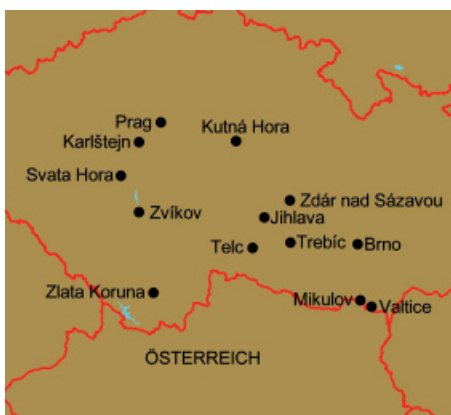 Prag
Kutná Hora
Karlštejn
Svata Hora
Zdár nad Sázavou
Zvíkov
Jihlava
Telc
Trebíc
Brno
Zlata Koruna
Mikulov
Valtice
ÖSTERREICH